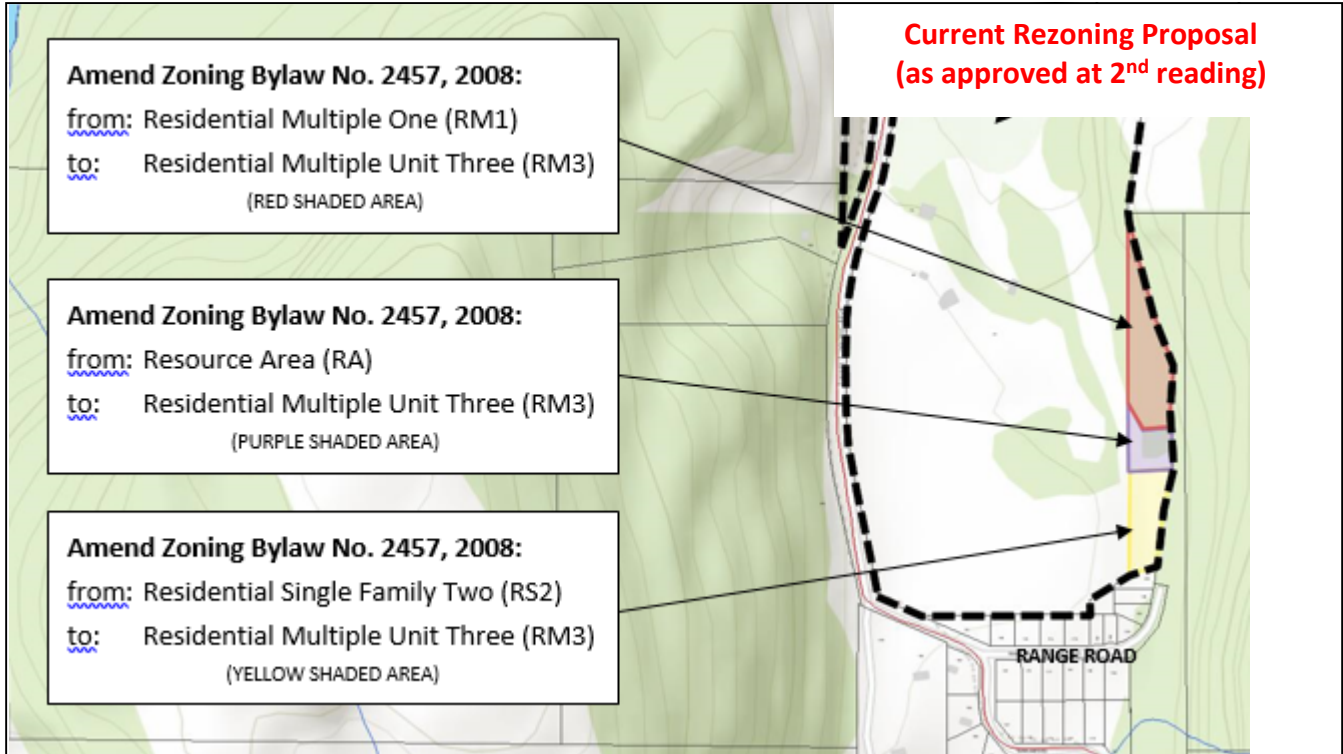 Current Rezoning Proposal
(as approved at 2nd reading)
Amend Zoning Bylaw No. 2457, 2008:
from: Residential Multiple One (RM1)
to: Residential Multiple Unit Three (RM3)
(RED SHADED AREA)
Amend Zoning Bylaw No. 2457, 2008:
from: Resource Area (RA)
to: Residential Multiple Unit Three (RM3)
(PURPLE SHADED AREA)
Amend Zoning Bylaw No. 2457, 2008:
from: Residential Single Family Two (RS2)
to: Residential Multiple Unit Three (RM3)
(YELLOW SHADED AREA)
RANGE ROAD